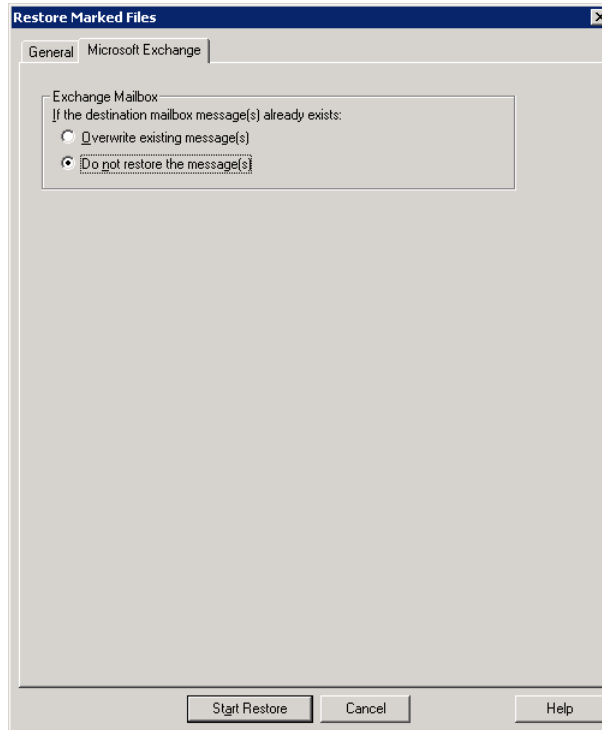 Restore Marked Files
General
Microsoft Exchange
Exchange Mailbox
If the destination mailbox message(s) already exists:
Overwrite existing message(s)
Do not restore the message(s)
Start Restore
Cancel
Help